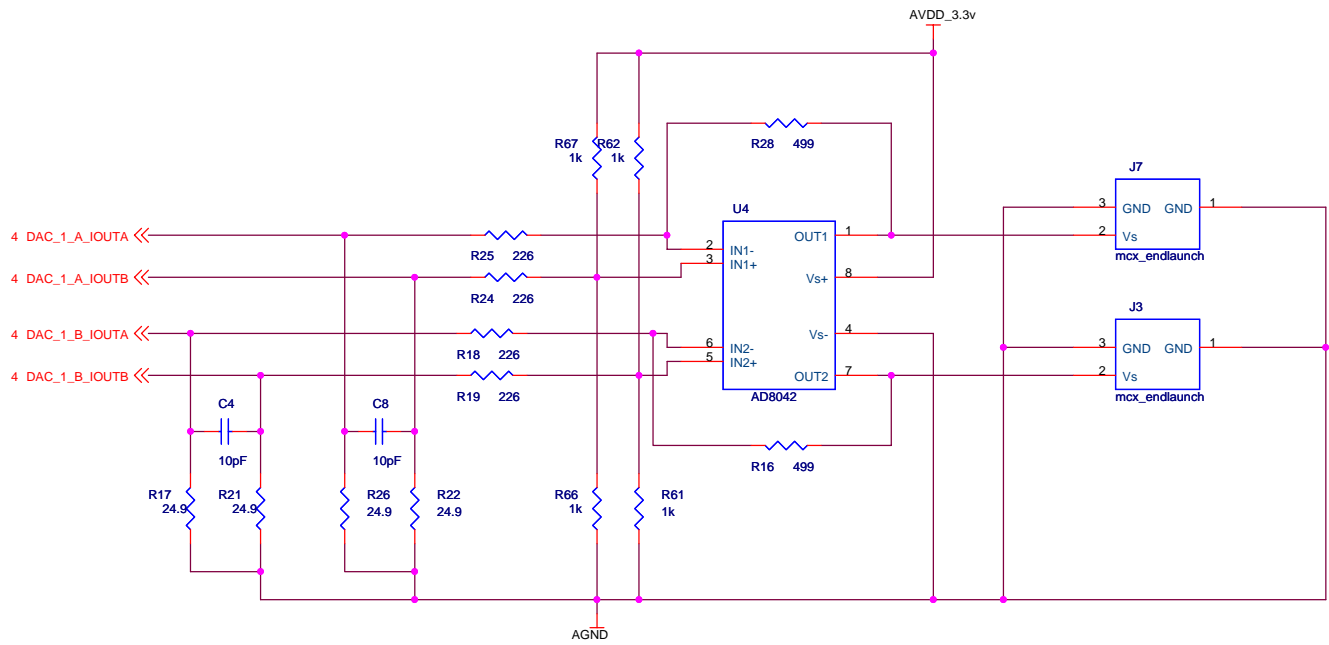 AVDD_3.3v
R67 R62
1k 1k
R28 499
J7
3 GND GND 1
2 Vs
mcx_endlaunch
U4
4 DAC_1_A_IOUTA
R25 226
2 IN1-
3 IN1+
OUT1 1
4 DAC_1_A_IOUTB
R24 226
Vs+ 8
J3
3 GND GND 1
2 Vs
mcx_endlaunch
4 DAC_1_B_IOUTA
R18 226
Vs- 4
6 IN2-
5 IN2+
4 DAC_1_B_IOUTB
R19 226
OUT2 7
AD8042
C4
10pF
C8
10pF
R16 499
R17
24.9
R21
24.9
R26
24.9
R22
24.9
R66
1k
R61
1k
AGND